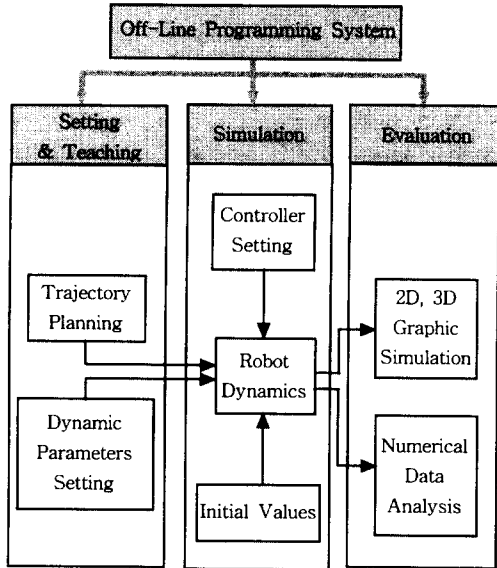 Off-Line Programming System
Setting
& Teaching
Simulation
Evaluation
Controller
Setting
Trajectory
Planning
2D, 3D
Graphic
Simulation
Robot
Dynamics
Dynamic
Parameters
Setting
Numerical
Data
Analysis
Initial Values